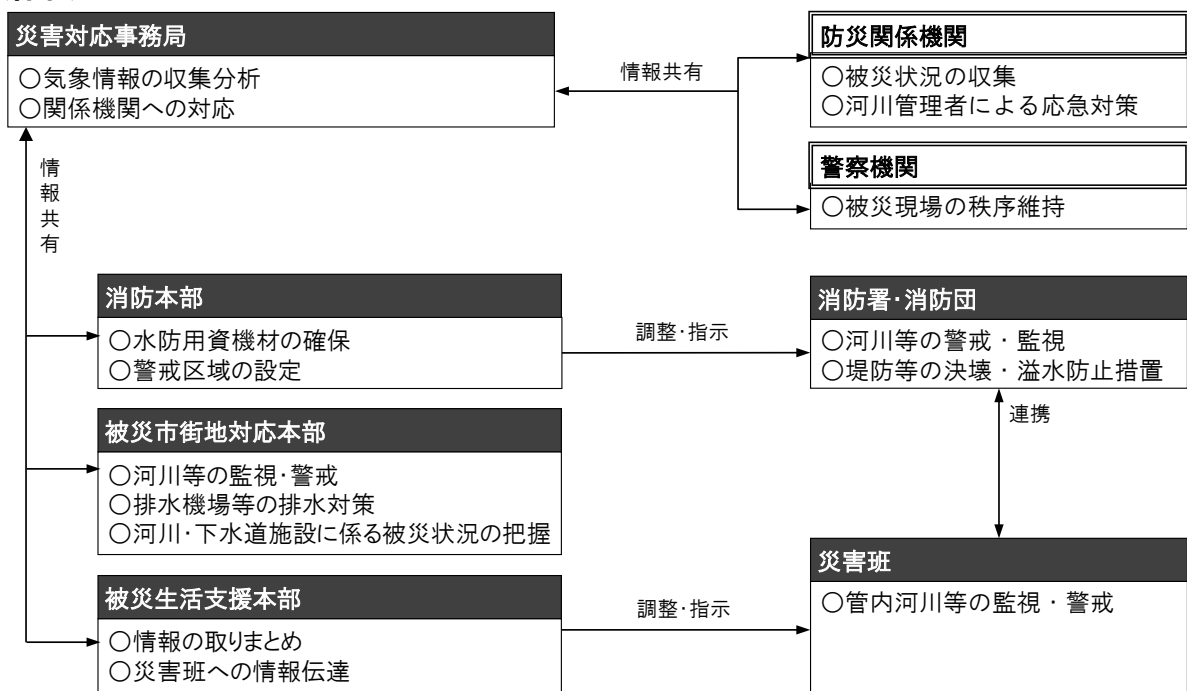 災害対応事務局
○気象情報の収集分析
○関係機関への対応
情報共有
防災関係機関
○被災状況の収集
○河川管理者による応急対策
警察機関
○被災現場の秩序維持
情報共有
消防本部
○水防用資機材の確保
○警戒区域の設定
調整・指示
消防署・消防団
○河川等の警戒・監視
○堤防等の決壊・溢水防止措置
連携
被災市街地対応本部
○河川等の監視・警戒
○排水機場等の排水対策
○河川・下水道施設に係る被災状況の把握
被災生活支援本部
○情報の取りまとめ
○災害班への情報伝達
調整・指示
災害班
○管内河川等の監視・警戒